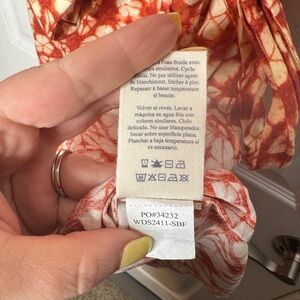 l'eau froide avec
similaires. Cycle
Ne pas utiliser agent
de blanchiment. Sécher à plat.
Repasser à basse température
si besoin.
Volver al revés. Lavar a
máquina en agua fría con
colores similares. Ciclo
delicado. No usar blanqueador.
Secar sobre superficie plana.
Planchar a baja temperatura si
es necesario.
PO#34232
WDS2411-SBF